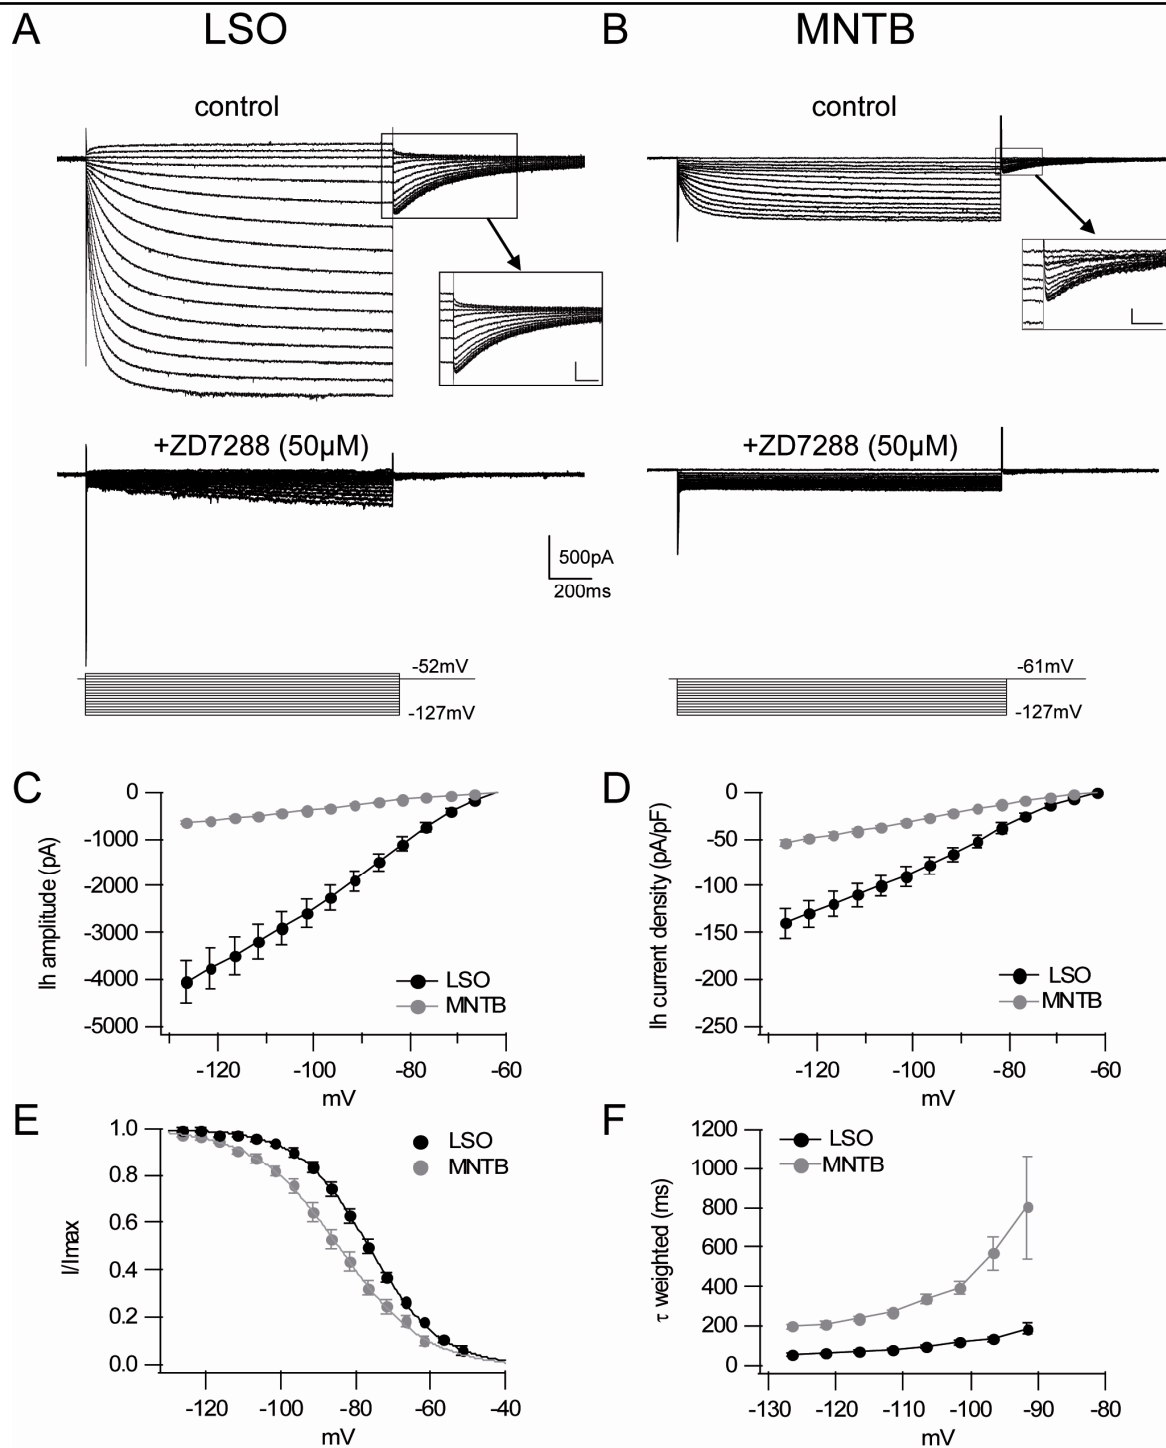 A LSO
B MNTB
control
control
+ZD7288 (50µM)
+ZD7288 (50µM)
500pA
200ms
-52mV
-127mV
-61mV
-127mV
C
Ih amplitude (pA)
0
-1000
-2000
-3000
-4000
-5000
LSO
MNTB
-120 -100 -80 -60
mV
D
Ih current density (pA/pF)
0
-50
-100
-150
-200
-250
LSO
MNTB
-120 -100 -80 -60
mV
E
I/Imax
1.0
0.8
0.6
0.4
0.2
0.0
LSO
MNTB
-120 -100 -80 -60 -40
mV
F
τ weighted (ms)
1200
1000
800
600
400
200
0
LSO
MNTB
-130 -120 -110 -100 -90 -80
mV